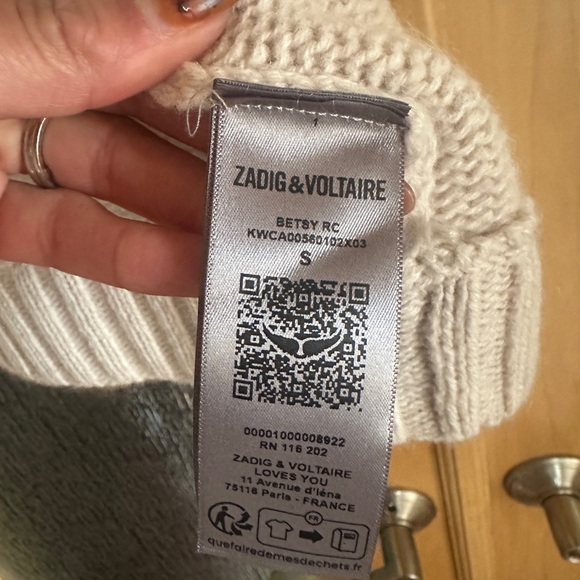 ZADIG&VOLTAIRE
BETSY RC
KWCA00560102X03
S
00001000008922
RN 116 202
ZADIG & VOLTAIRE
LOVES YOU
11 Avenue d'Iéna
75116 Paris - FRANCE
FR
quefairedemesdechets.fr